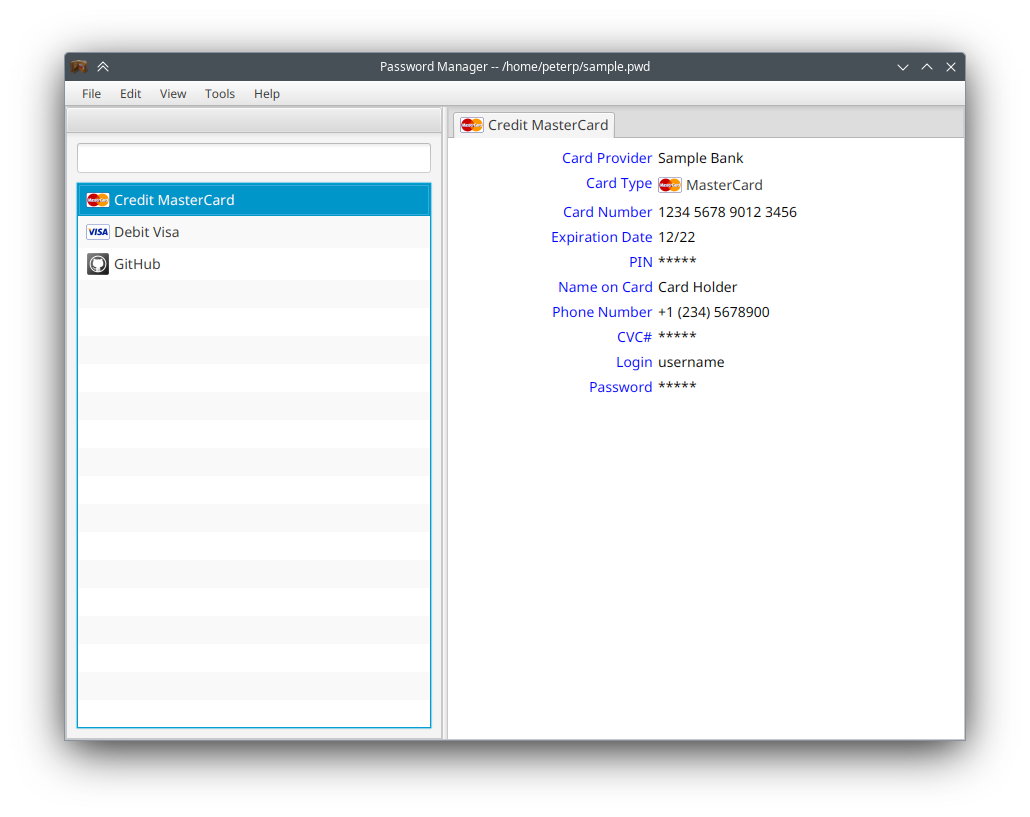 Password Manager -- /home/peterp/sample.pwd
File Edit View Tools Help
Credit MasterCard
Debit Visa
GitHub
Credit MasterCard
Card Provider Sample Bank
Card Type MasterCard
Card Number 1234 5678 9012 3456
Expiration Date 12/22
PIN *****
Name on Card Card Holder
Phone Number +1 (234) 5678900
CVC# *****
Login username
Password *****